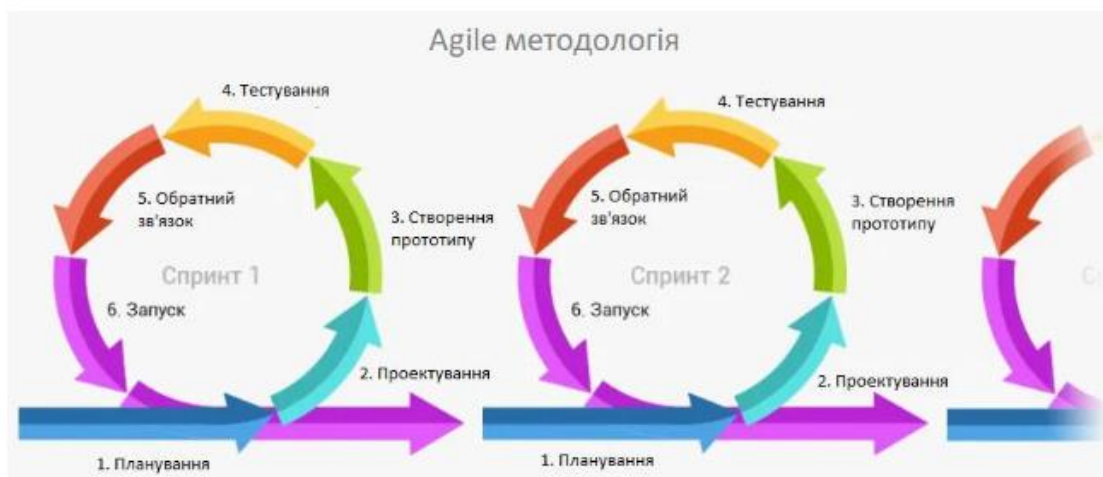 Agile методологія
4. Тестування
5. Обратний
зв'язок
3. Створення
прототипу
Спринт 1
6. Запуск
2. Проектування
1. Планування
4. Тестування
5. Обратний
зв'язок
3. Створення
прототипу
Спринт 2
6. Запуск
2. Проектування
1. Планування